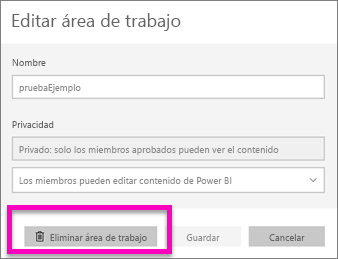 Editar área de trabajo
Nombre
pruebaEjemplo
Privacidad
Privado: solo los miembros aprobados pueden ver el contenido
Los miembros pueden editar contenido de Power BI
Eliminar área de trabajo Guardar Cancelar